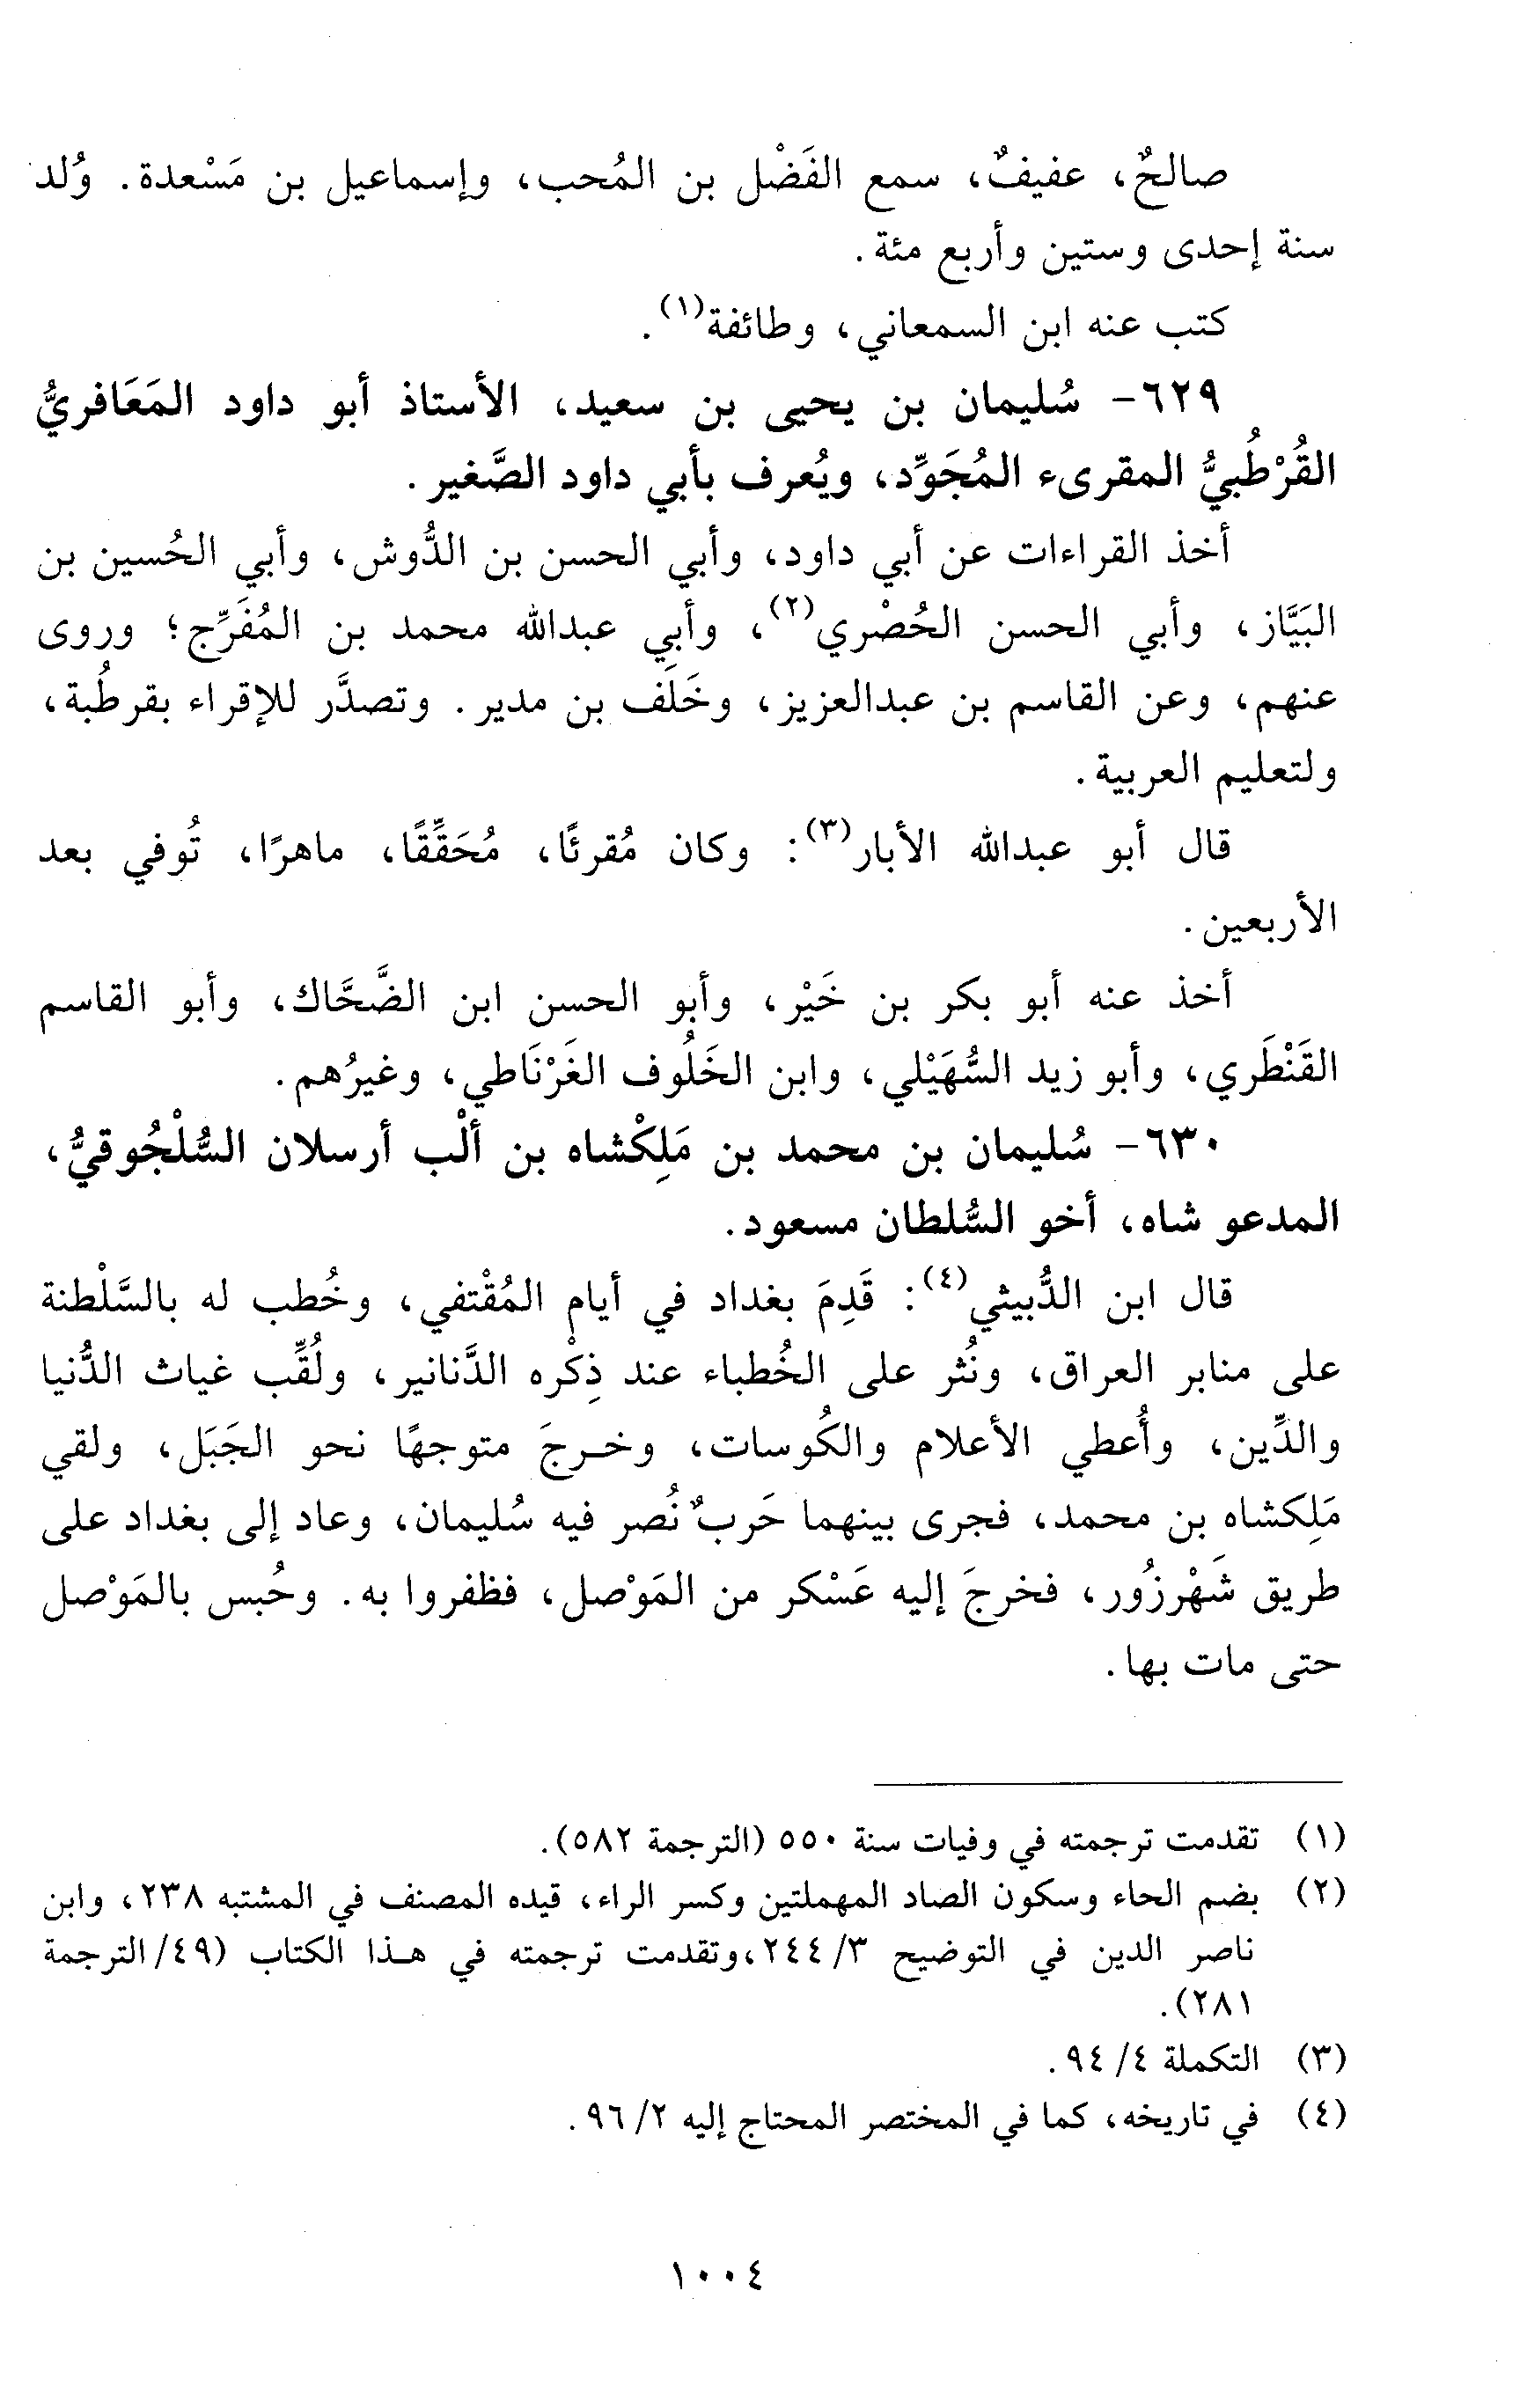 صالحٌ، عفيفٌ، سمع الفَضْل بن المُحب، وإسماعيل بن مَسْعدة. وُلد
سنة إحدى وستين وأربع مئة.
كتب عنه ابن السمعاني، وطائفة(١).
٦٢٩- سُليمان بن يحيى بن سعيد، الأستاذ أبو داود المَعَافريُّ
القُرْطُبيُّ المقرىء المُجَوِّد، ويُعرف بأبي داود الصَّغير.
أخذ القراءات عن أبي داود، وأبي الحسن بن الدُّوش، وأبي الحُسين بن
البَيَّاز، وأبي الحسن الحُصْري(٢)، وأبي عبدالله محمد بن المُفَرِّج؛ وروى
عنهم، وعن القاسم بن عبدالعزيز، وخَلَف بن مدير. وتصدَّر للإقراء بقرطُبة،
ولتعليم العربية.
قال أبو عبدالله الأبار(٣): وكان مُقرئًا، مُحَقِّقًا، ماهرًا، تُوفي بعد
الأربعين.
أخذ عنه أبو بكر بن خَيْر، وأبو الحسن ابن الضَّحَّاك، وأبو القاسم
القَنْطَري، وأبو زيد السُّهَيْلي، وابن الخَلُوف الغَرْنَاطي، وغيرُهم.
٦٣٠- سُليمان بن محمد بن مَلِكْشاه بن ألْب أرسلان السُّلْجُوقيُّ،
المدعو شاه، أخو السُّلطان مسعود.
قال ابن الدُّبيثي(٤): قَدِمَ بغداد في أيام المُقْتفي، وخُطب له بالسَّلْطنة
على منابر العراق، ونُثر على الخُطباء عند ذِكْره الدَّنانير، ولُقِّب غياث الدُّنيا
والدِّين، وأُعطي الأعلام والكُوسات، وخرجَ متوجهًا نحو الجَبَل، ولقي
مَلِكشاه بن محمد، فجرى بينهما حَربٌ نُصر فيه سُليمان، وعاد إلى بغداد على
طريق شَهْرزُور، فخرجَ إليه عَسْكر من المَوْصل، فظفروا به. وحُبس بالمَوْصل
حتى مات بها.
(١) تقدمت ترجمته في وفيات سنة ٥٥٠ (الترجمة ٥٨٢).
(٢) بضم الحاء وسكون الصاد المهملتين وكسر الراء، قيده المصنف في المشتبه ٢٣٨، وابن
ناصر الدين في التوضيح ٣/ ٢٤٤،وتقدمت ترجمته في هذا الكتاب (٤٩/ الترجمة
٢٨١).
(٣) التكملة ٤/ ٩٤.
(٤) في تاريخه، كما في المختصر المحتاج إليه ٢/ ٩٦.
١٠٠٤